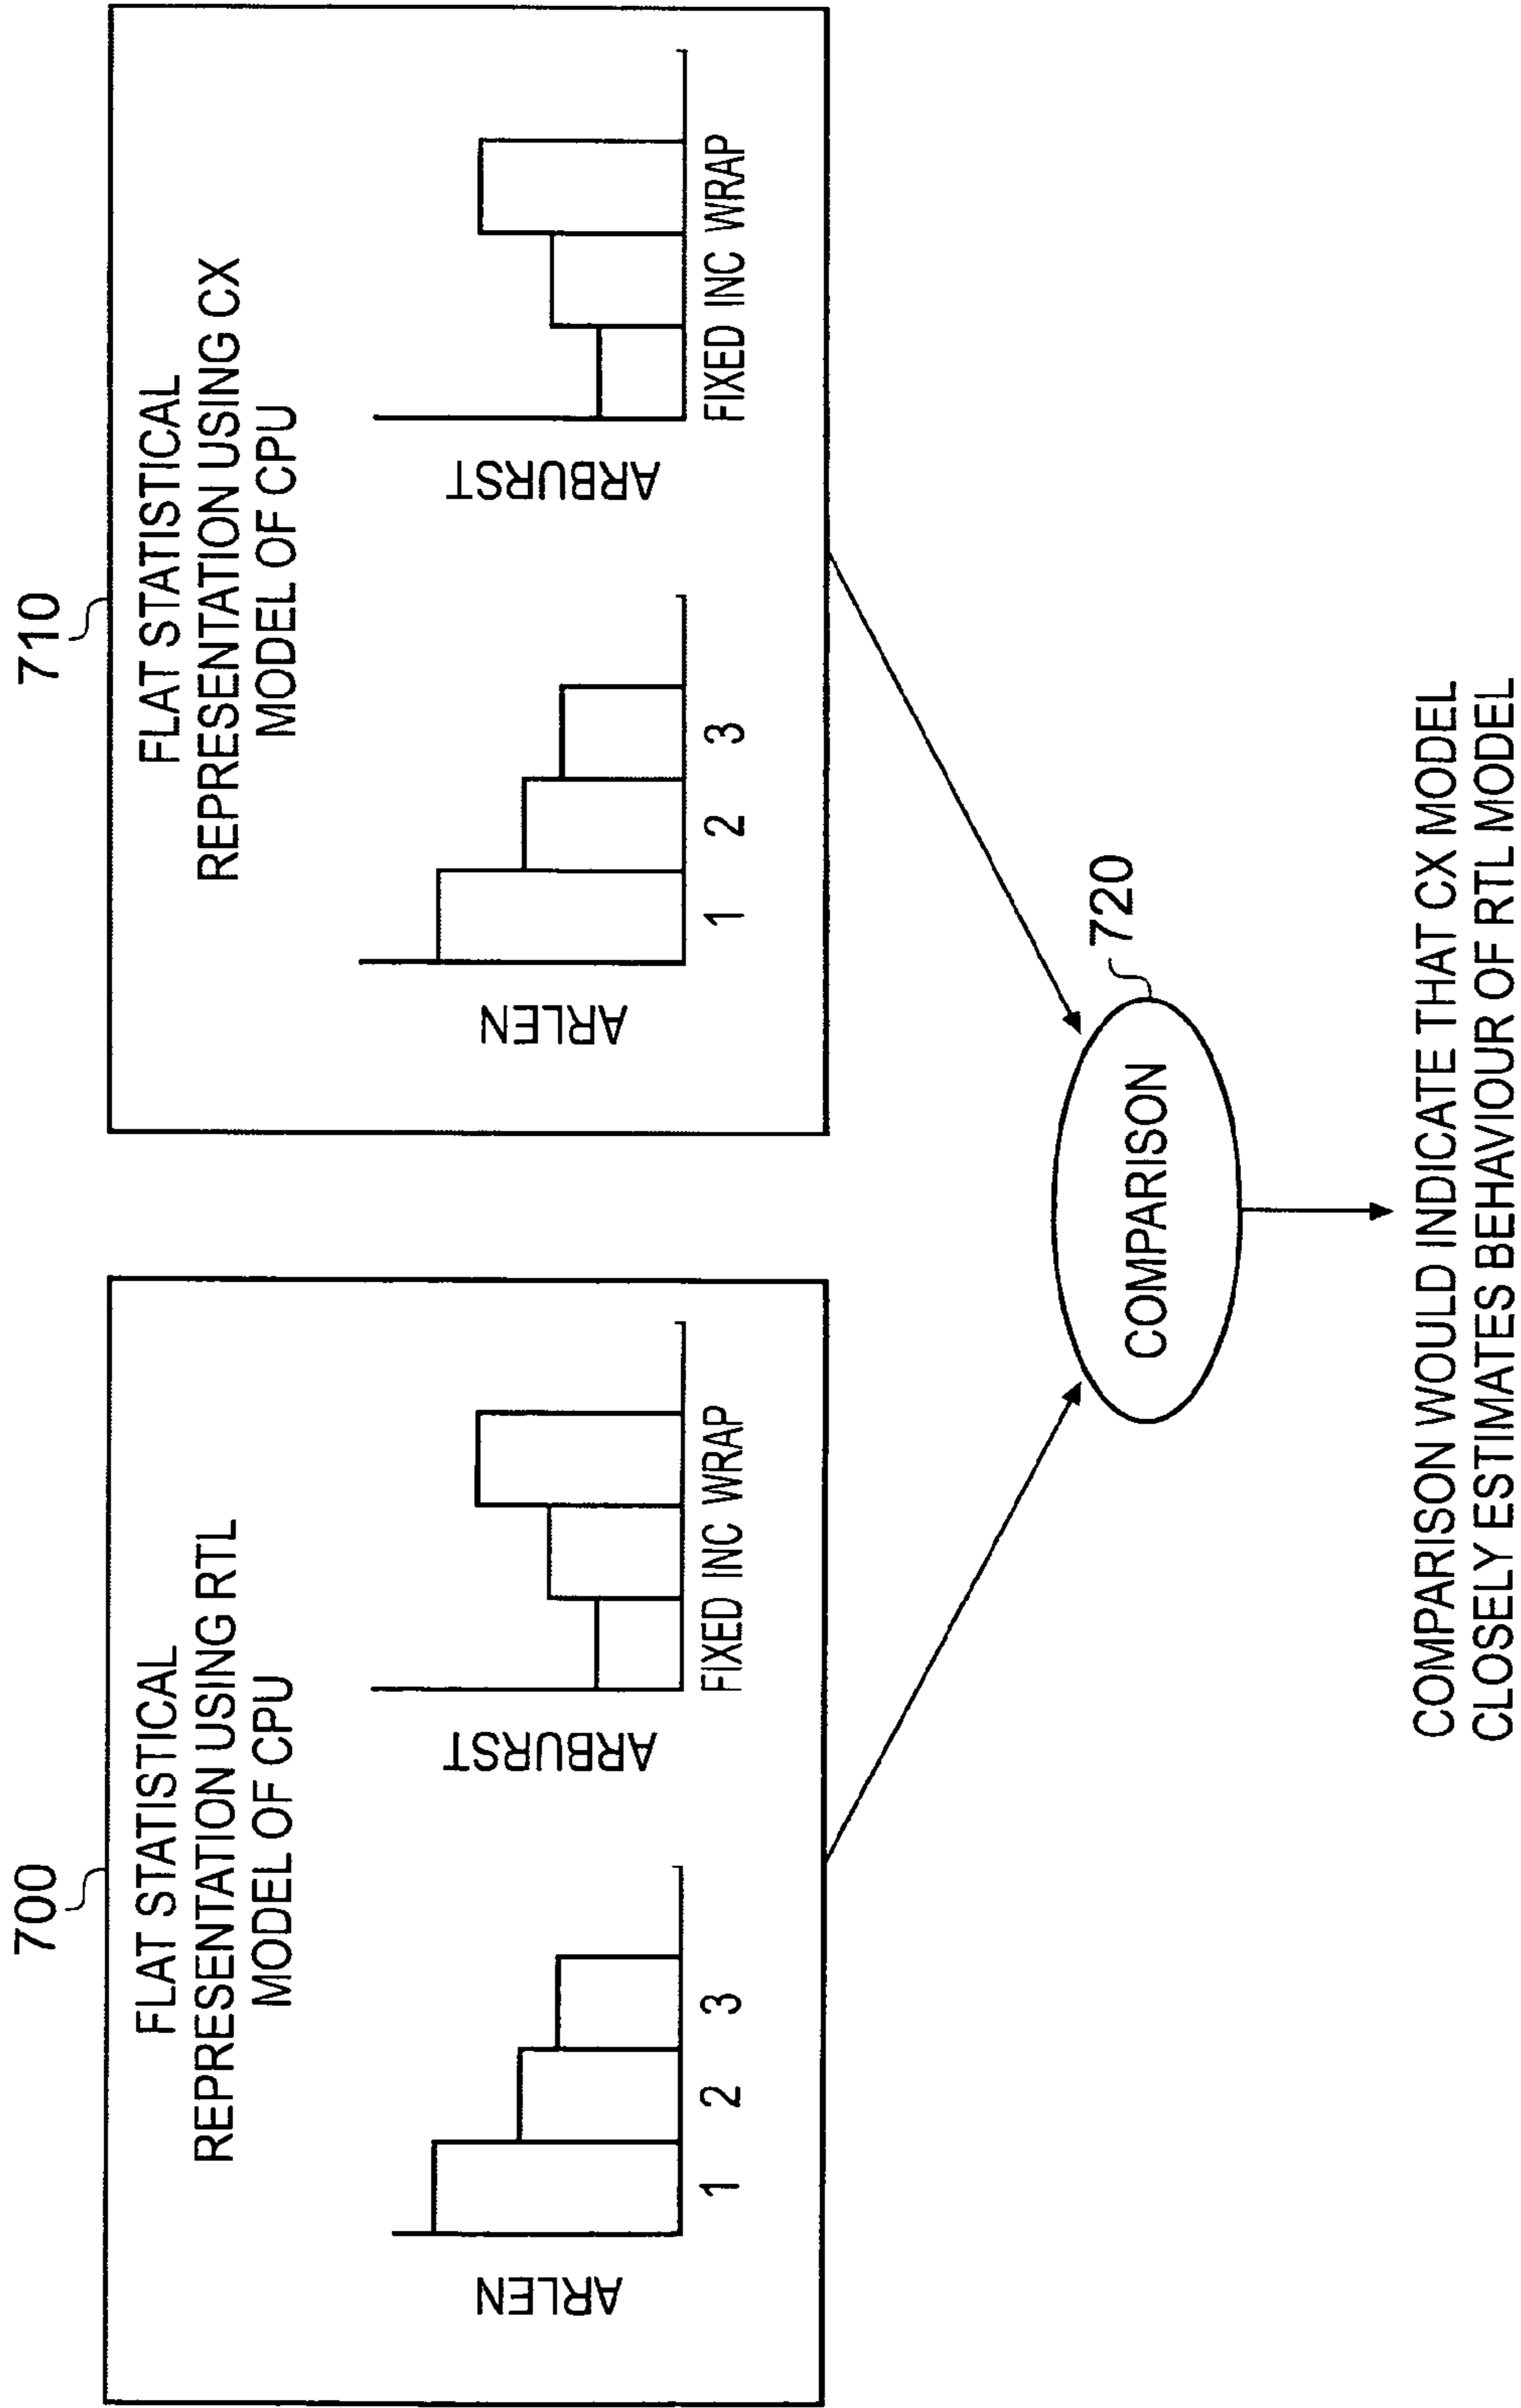 700
FLAT STATISTICAL
REPRESENTATION USING RTL
MODEL OF CPU
ARLEN
1 2 3
ARBURST
FIXED INC WRAP
710
FLAT STATISTICAL
REPRESENTATION USING CX
MODEL OF CPU
ARLEN
1 2 3
ARBURST
FIXED INC WRAP
COMPARISON
720
COMPARISON WOULD INDICATE THAT CX MODEL
CLOSELY ESTIMATES BEHAVIOUR OF RTL MODEL